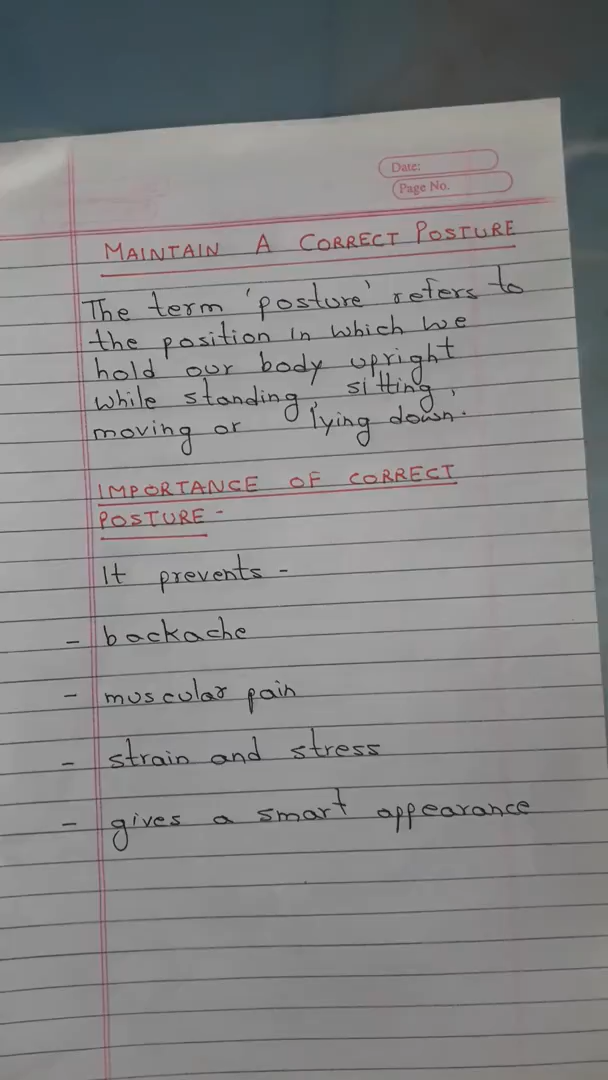 Date:
Page No.
MAINTAIN A CORRECT POSTURE
The term 'posture' refers to
the position in which we
hold our body upright
while standing, sitting,
moving or lying down.
IMPORTANCE OF CORRECT
POSTURE -
It prevents -
- backache
- muscular pain
- strain and stress
- gives a smart appearance